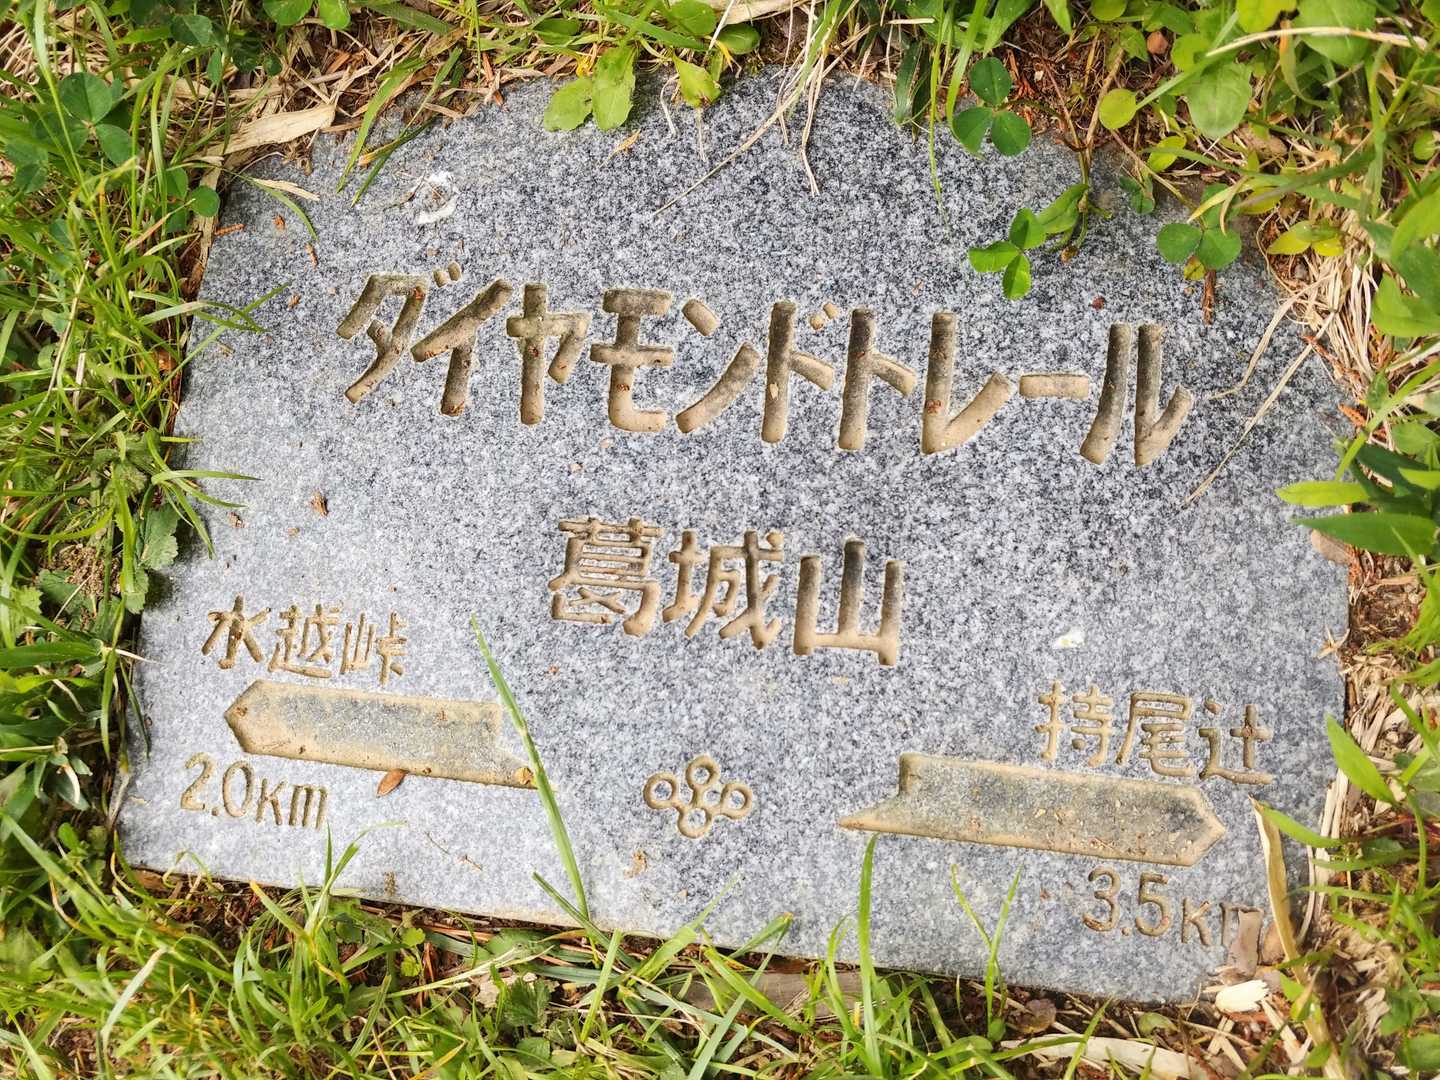 ダイヤモンドトレール
葛城山
水越峠
2.0Km
持尾辻
3.5Km